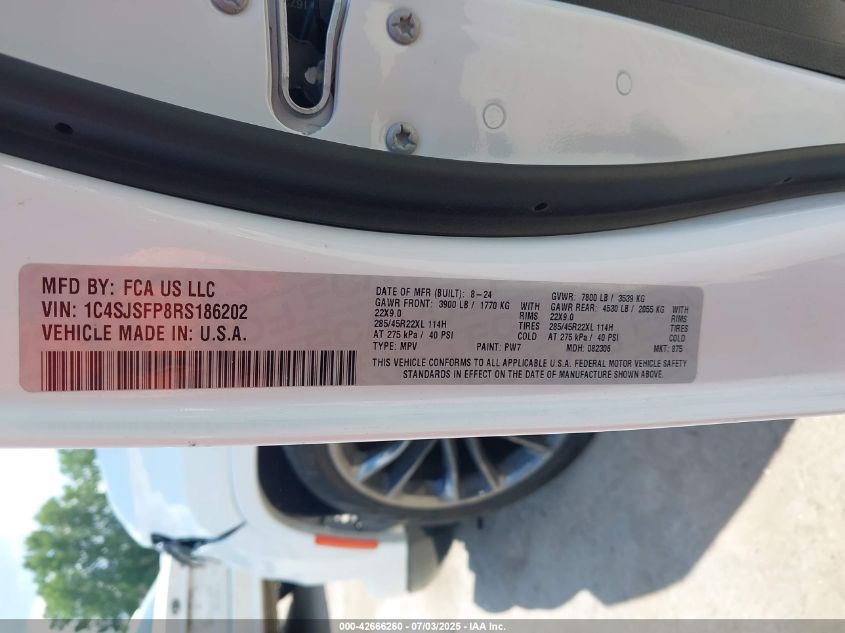 MFD BY: FCA US LLC
VIN: 1C4SJSFP8RS186202
VEHICLE MADE IN: U.S.A.
DATE OF MFR (BUILT): 8-24 GVWR: 7800 LB / 3539 KG
GAWR FRONT: 3900 LB / 1770 KG WITH GAWR REAR: 4530 LB / 2055 KG WITH
22X9.0 RIMS 22X9.0 RIMS
285/45R22XL 114H TIRES 285/45R22XL 114H TIRES
AT 275 kPa / 40 PSI COLD AT 275 kPa / 40 PSI COLD
TYPE: MPV PAINT: PW7 MDH: 082306 MKT: 875
THIS VEHICLE CONFORMS TO ALL APPLICABLE U.S.A. FEDERAL MOTOR VEHICLE SAFETY
STANDARDS IN EFFECT ON THE DATE OF MANUFACTURE SHOWN ABOVE.
000-42666260 - 07/03/2025 - IAA Inc.